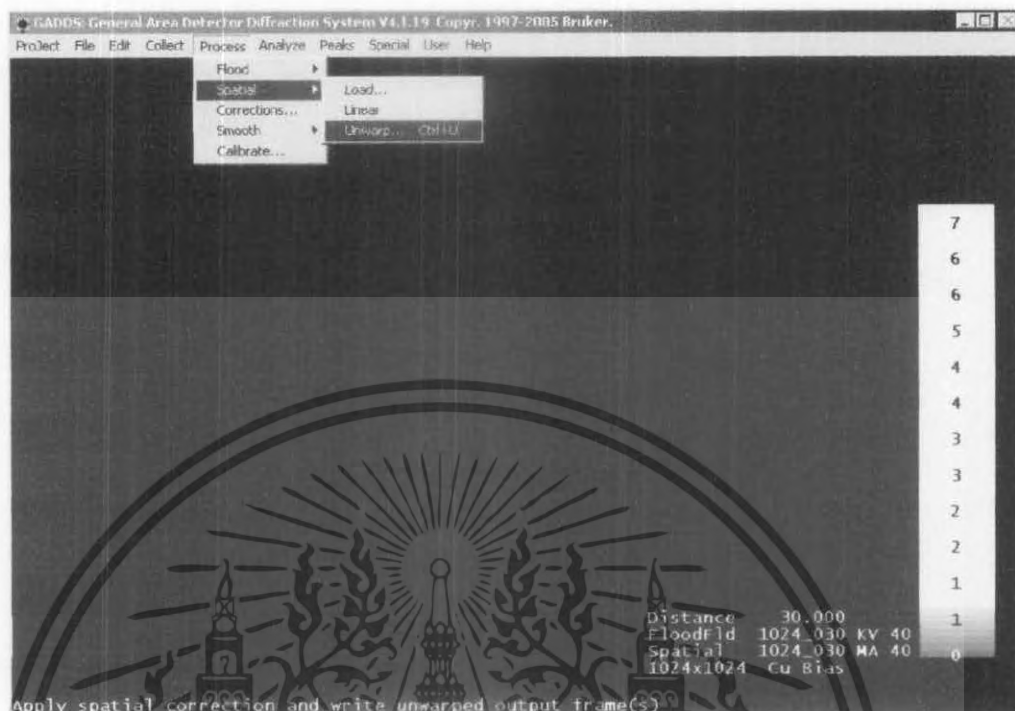 GADDS: General Area Detector Diffraction System V4.1.19 Copyr. 1997-2005 Bruker.
Project File Edit Collect Process Analyze Peaks Special User Help
Flood
Spatial
Corrections...
Smooth
Calibrate...
Load...
Linear
Unwarp... Ctrl+U
7
6
6
5
4
4
3
3
2
2
1
1
0
Distance 30.000
FloodFld 1024_030 KV 40
Spatial 1024_030 MA 40
1024x1024 Cu Bias
Apply spatial correction and write unwarped output frame(s)